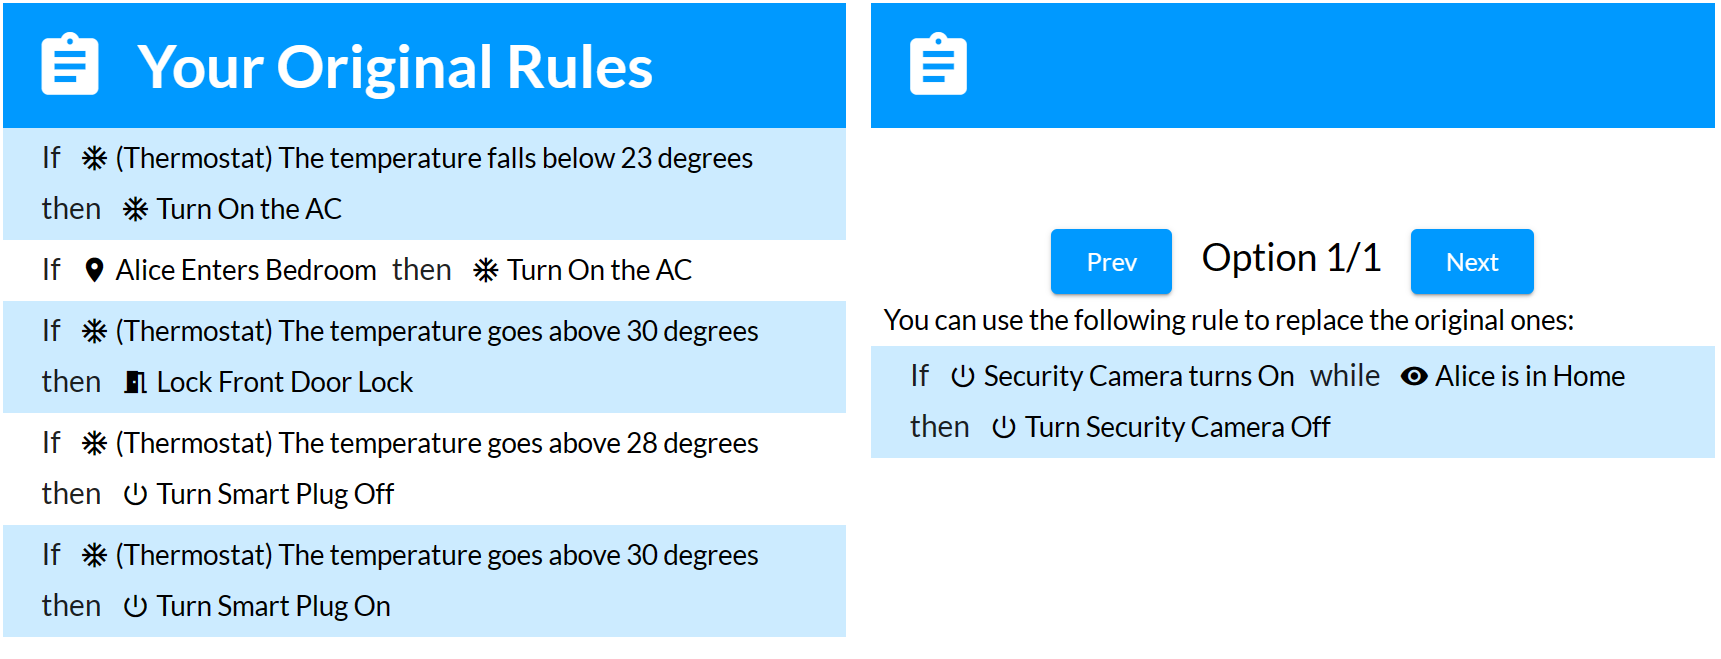 Your Original Rules
If (Thermostat) The temperature falls below 23 degrees
then Turn On the AC
If Alice Enters Bedroom then Turn On the AC
If (Thermostat) The temperature goes above 30 degrees
then Lock Front Door Lock
If (Thermostat) The temperature goes above 28 degrees
then Turn Smart Plug Off
If (Thermostat) The temperature goes above 30 degrees
then Turn Smart Plug On
Prev Option 1/1 Next
You can use the following rule to replace the original ones:
If Security Camera turns On while Alice is in Home
then Turn Security Camera Off